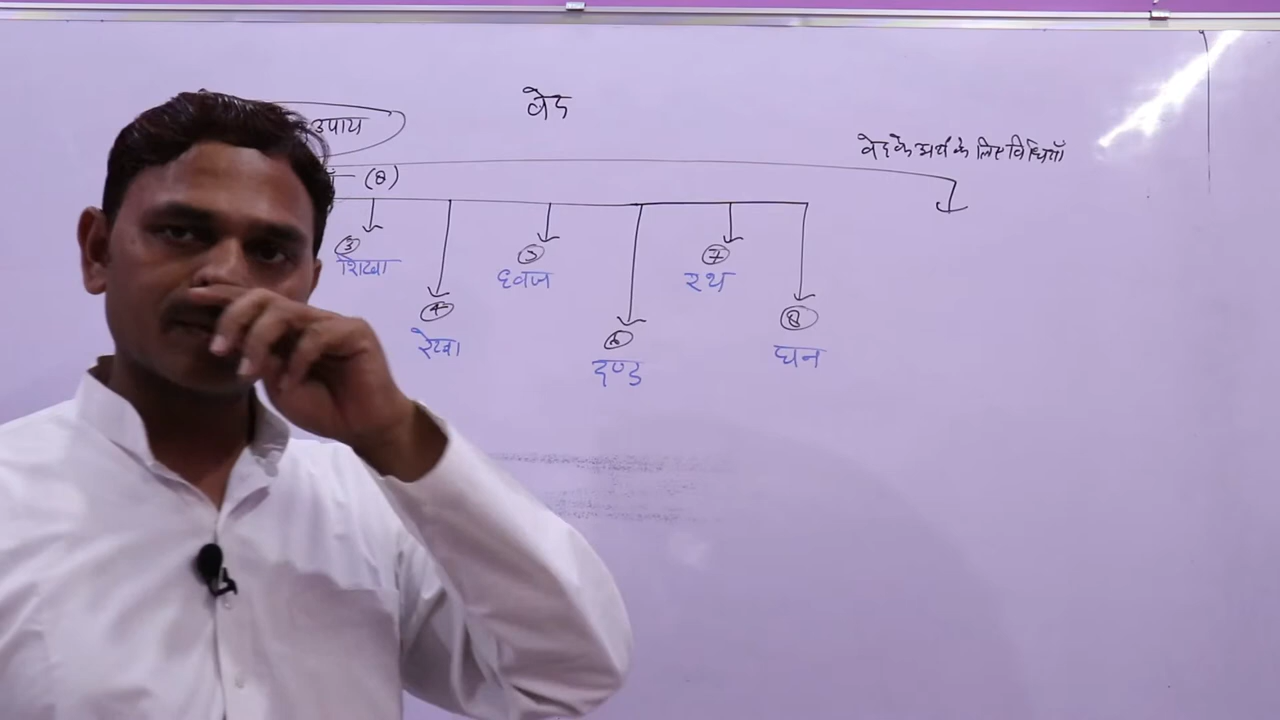 वेद
उपाय
वेद के अर्थ के लिए विधियाँ
(8)
③ शिखा
④ रेखा
⑤ ध्वज
⑥ दण्ड
⑦ रथ
⑧ घन